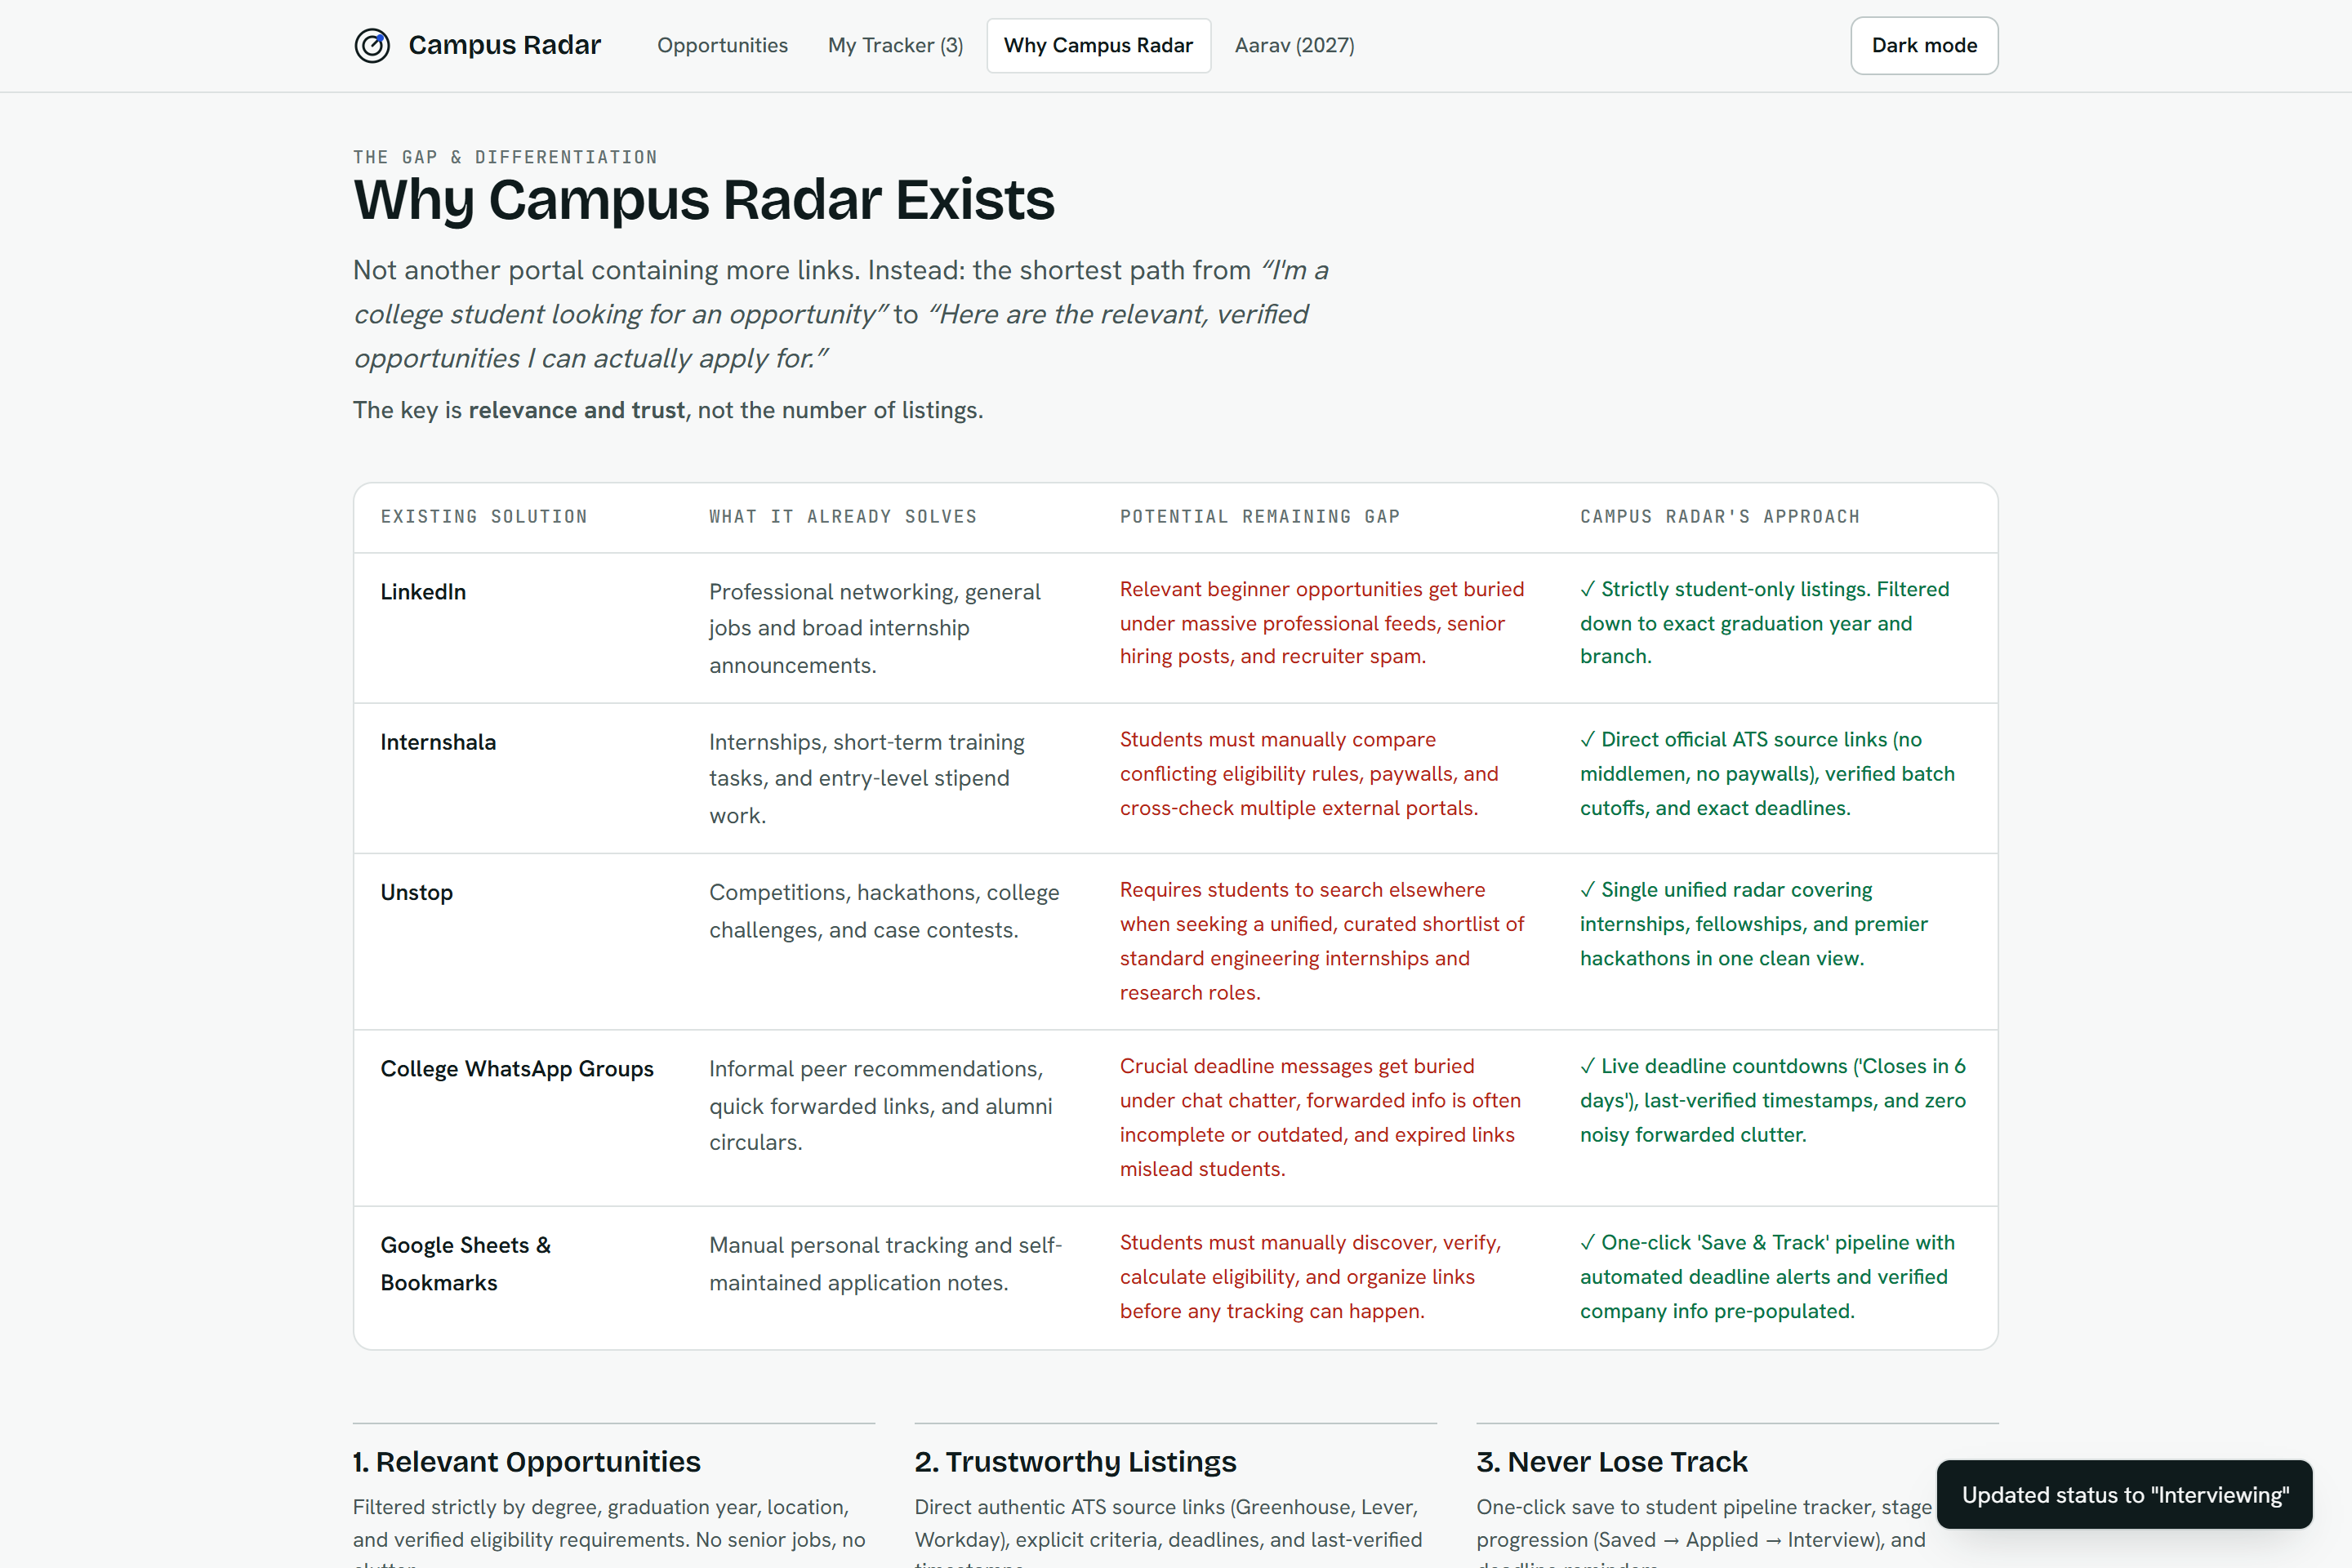 Campus Radar
Opportunities
My Tracker (3)
Why Campus Radar
Aarav (2027)
Dark mode
THE GAP & DIFFERENTIATION
Why Campus Radar Exists
Not another portal containing more links. Instead: the shortest path from “I'm a
college student looking for an opportunity” to “Here are the relevant, verified
opportunities I can actually apply for.”
The key is relevance and trust, not the number of listings.
EXISTING SOLUTION
WHAT IT ALREADY SOLVES
POTENTIAL REMAINING GAP
CAMPUS RADAR'S APPROACH
LinkedIn
Professional networking, general
jobs and broad internship
announcements.
Relevant beginner opportunities get buried
under massive professional feeds, senior
hiring posts, and recruiter spam.
✓ Strictly student-only listings. Filtered
down to exact graduation year and
branch.
Internshala
Internships, short-term training
tasks, and entry-level stipend
work.
Students must manually compare
conflicting eligibility rules, paywalls, and
cross-check multiple external portals.
✓ Direct official ATS source links (no
middlemen, no paywalls), verified batch
cutoffs, and exact deadlines.
Unstop
Competitions, hackathons, college
challenges, and case contests.
Requires students to search elsewhere
when seeking a unified, curated shortlist of
standard engineering internships and
research roles.
✓ Single unified radar covering
internships, fellowships, and premier
hackathons in one clean view.
College WhatsApp Groups
Informal peer recommendations,
quick forwarded links, and alumni
circulars.
Crucial deadline messages get buried
under chat chatter, forwarded info is often
incomplete or outdated, and expired links
mislead students.
✓ Live deadline countdowns ('Closes in 6
days'), last-verified timestamps, and zero
noisy forwarded clutter.
Google Sheets &
Bookmarks
Manual personal tracking and self-
maintained application notes.
Students must manually discover, verify,
calculate eligibility, and organize links
before any tracking can happen.
✓ One-click 'Save & Track' pipeline with
automated deadline alerts and verified
company info pre-populated.
1. Relevant Opportunities
Filtered strictly by degree, graduation year, location,
and verified eligibility requirements. No senior jobs, no
2. Trustworthy Listings
Direct authentic ATS source links (Greenhouse, Lever,
Workday), explicit criteria, deadlines, and last-verified
3. Never Lose Track
One-click save to student pipeline tracker, stage
progression (Saved → Applied → Interview), and
Updated status to "Interviewing"